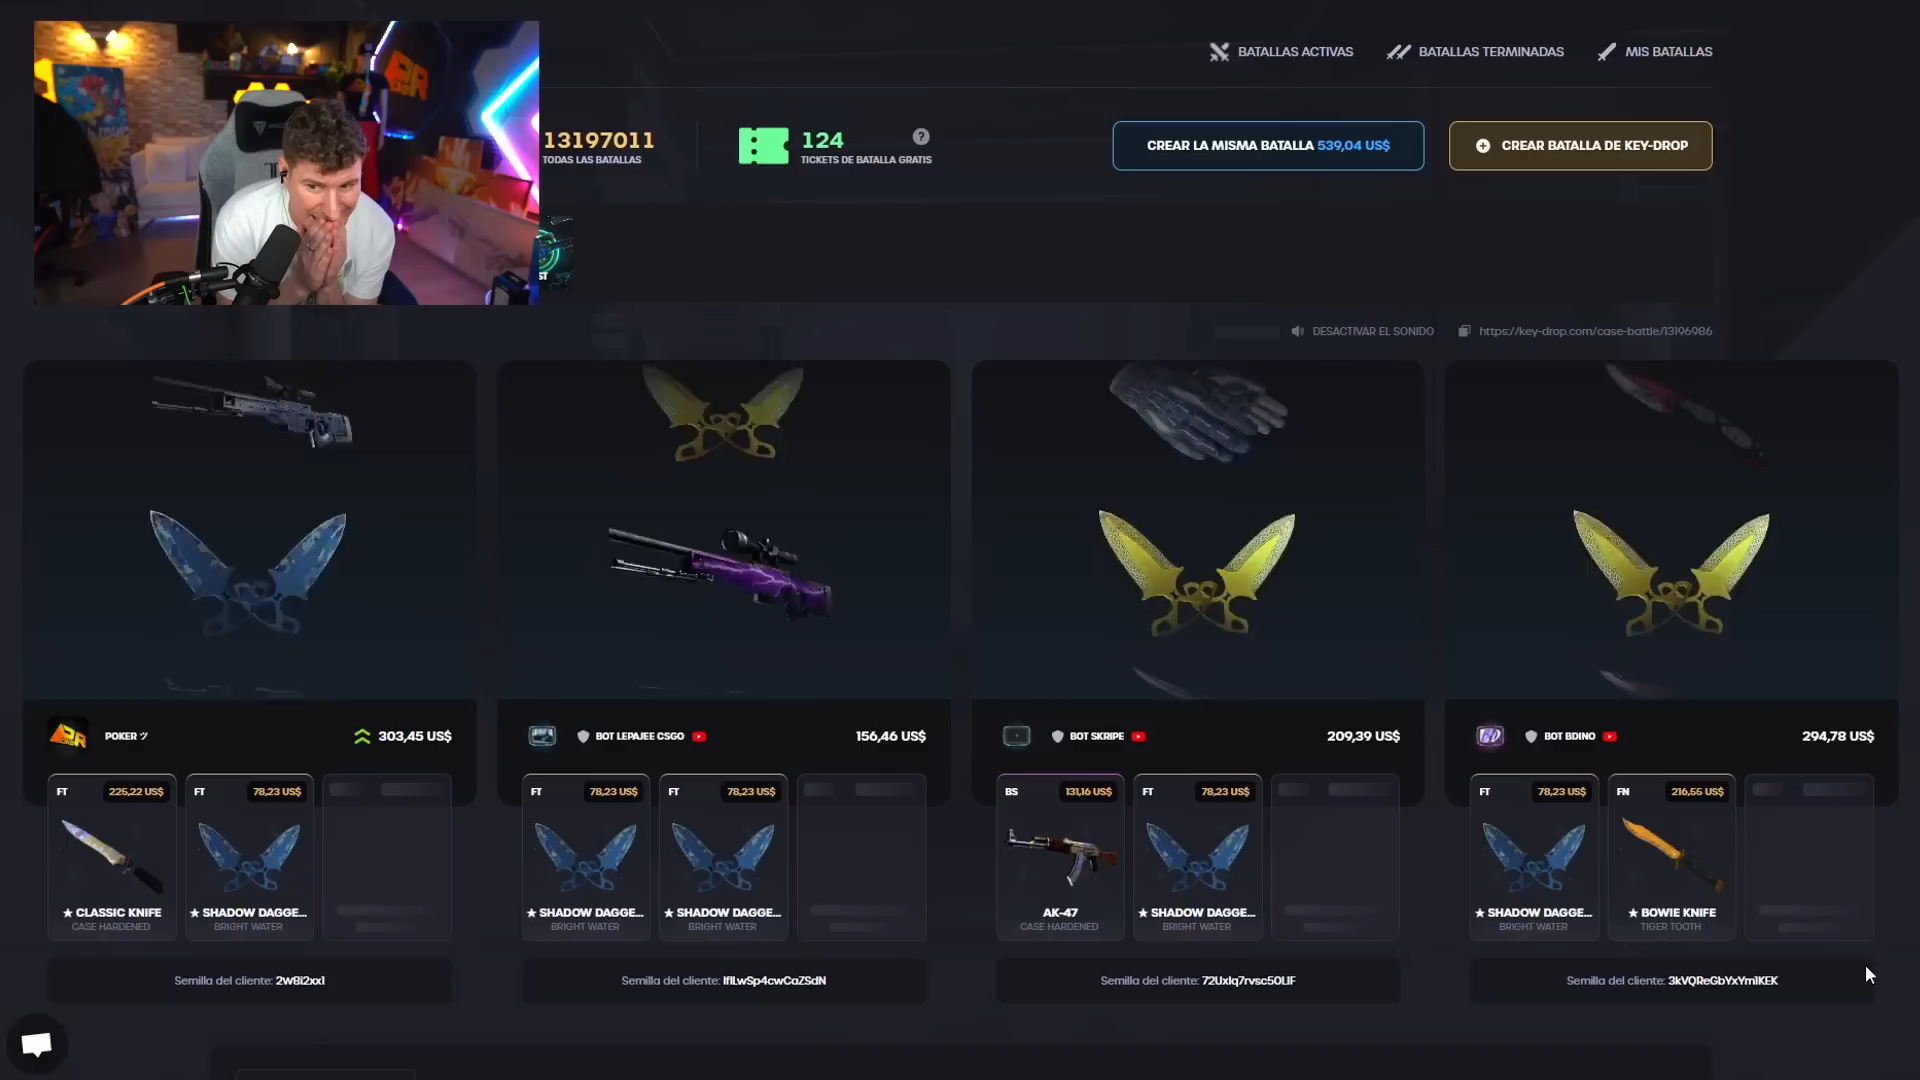 BATALLAS ACTIVAS
BATALLAS TERMINADAS
MIS BATALLAS
13197011
TODAS LAS BATALLAS
124
?
TICKETS DE BATALLA GRATIS
CREAR LA MISMA BATALLA 539,04 US$
CREAR BATALLA DE KEY-DROP
DESACTIVAR EL SONIDO
https://key-drop.com/case-battle/13196986
POKER ツ
303,45 US$
BOT LEPAJEE CSGO
156,46 US$
BOT SKRIPE
209,39 US$
BOT BDINO
294,78 US$
FT 225,22 US$
★ CLASSIC KNIFE
CASE HARDENED
FT 78,23 US$
★ SHADOW DAGGE...
BRIGHT WATER
FT 78,23 US$
★ SHADOW DAGGE...
BRIGHT WATER
FT 78,23 US$
★ SHADOW DAGGE...
BRIGHT WATER
BS 131,16 US$
AK-47
CASE HARDENED
FT 78,23 US$
★ SHADOW DAGGE...
BRIGHT WATER
FT 78,23 US$
★ SHADOW DAGGE...
BRIGHT WATER
FN 216,55 US$
★ BOWIE KNIFE
TIGER TOOTH
Semilla del cliente: 2W8i2xx1
Semilla del cliente: If1LwSp4cwCaZSdN
Semilla del cliente: 72Uxlq7rvsc50LIF
Semilla del cliente: 3kVQReGbYxYm1KEK